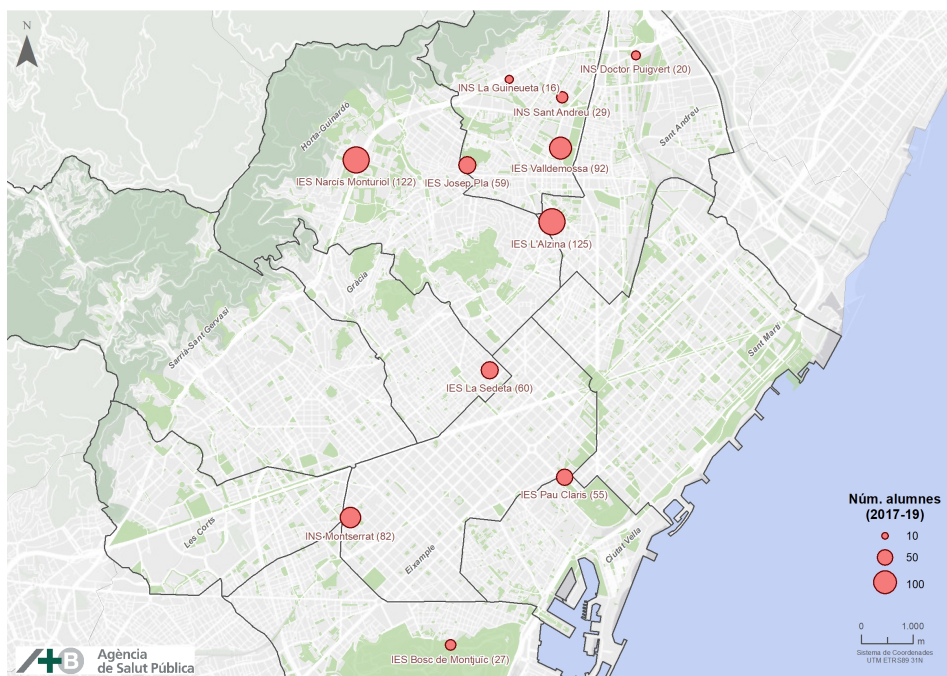 N
INS Doctor Puigvert (20)
INS La Guineueta (16)
INS Sant Andreu (29)
Horta-Guinardo
Sant Andreu
IES Valldemossa (92)
IES Narcís Monturiol (122)
IES Josep Pla (59)
IES L'Alzina (125)
Gràcia
Sarrià-Sant Gervasi
Sant Martí
IES La Sedeta (60)
IES Pau Claris (55)
Les Corts
INS Montserrat (82)
Eixample
Ciutat Vella
IES Bosc de Montjuïc (27)
Núm. alumnes
(2017-19)
10
50
100
0 1.000
m
Sistema de Coordenades
UTM ETRS89 31N
B
Agència
de Salut Pública